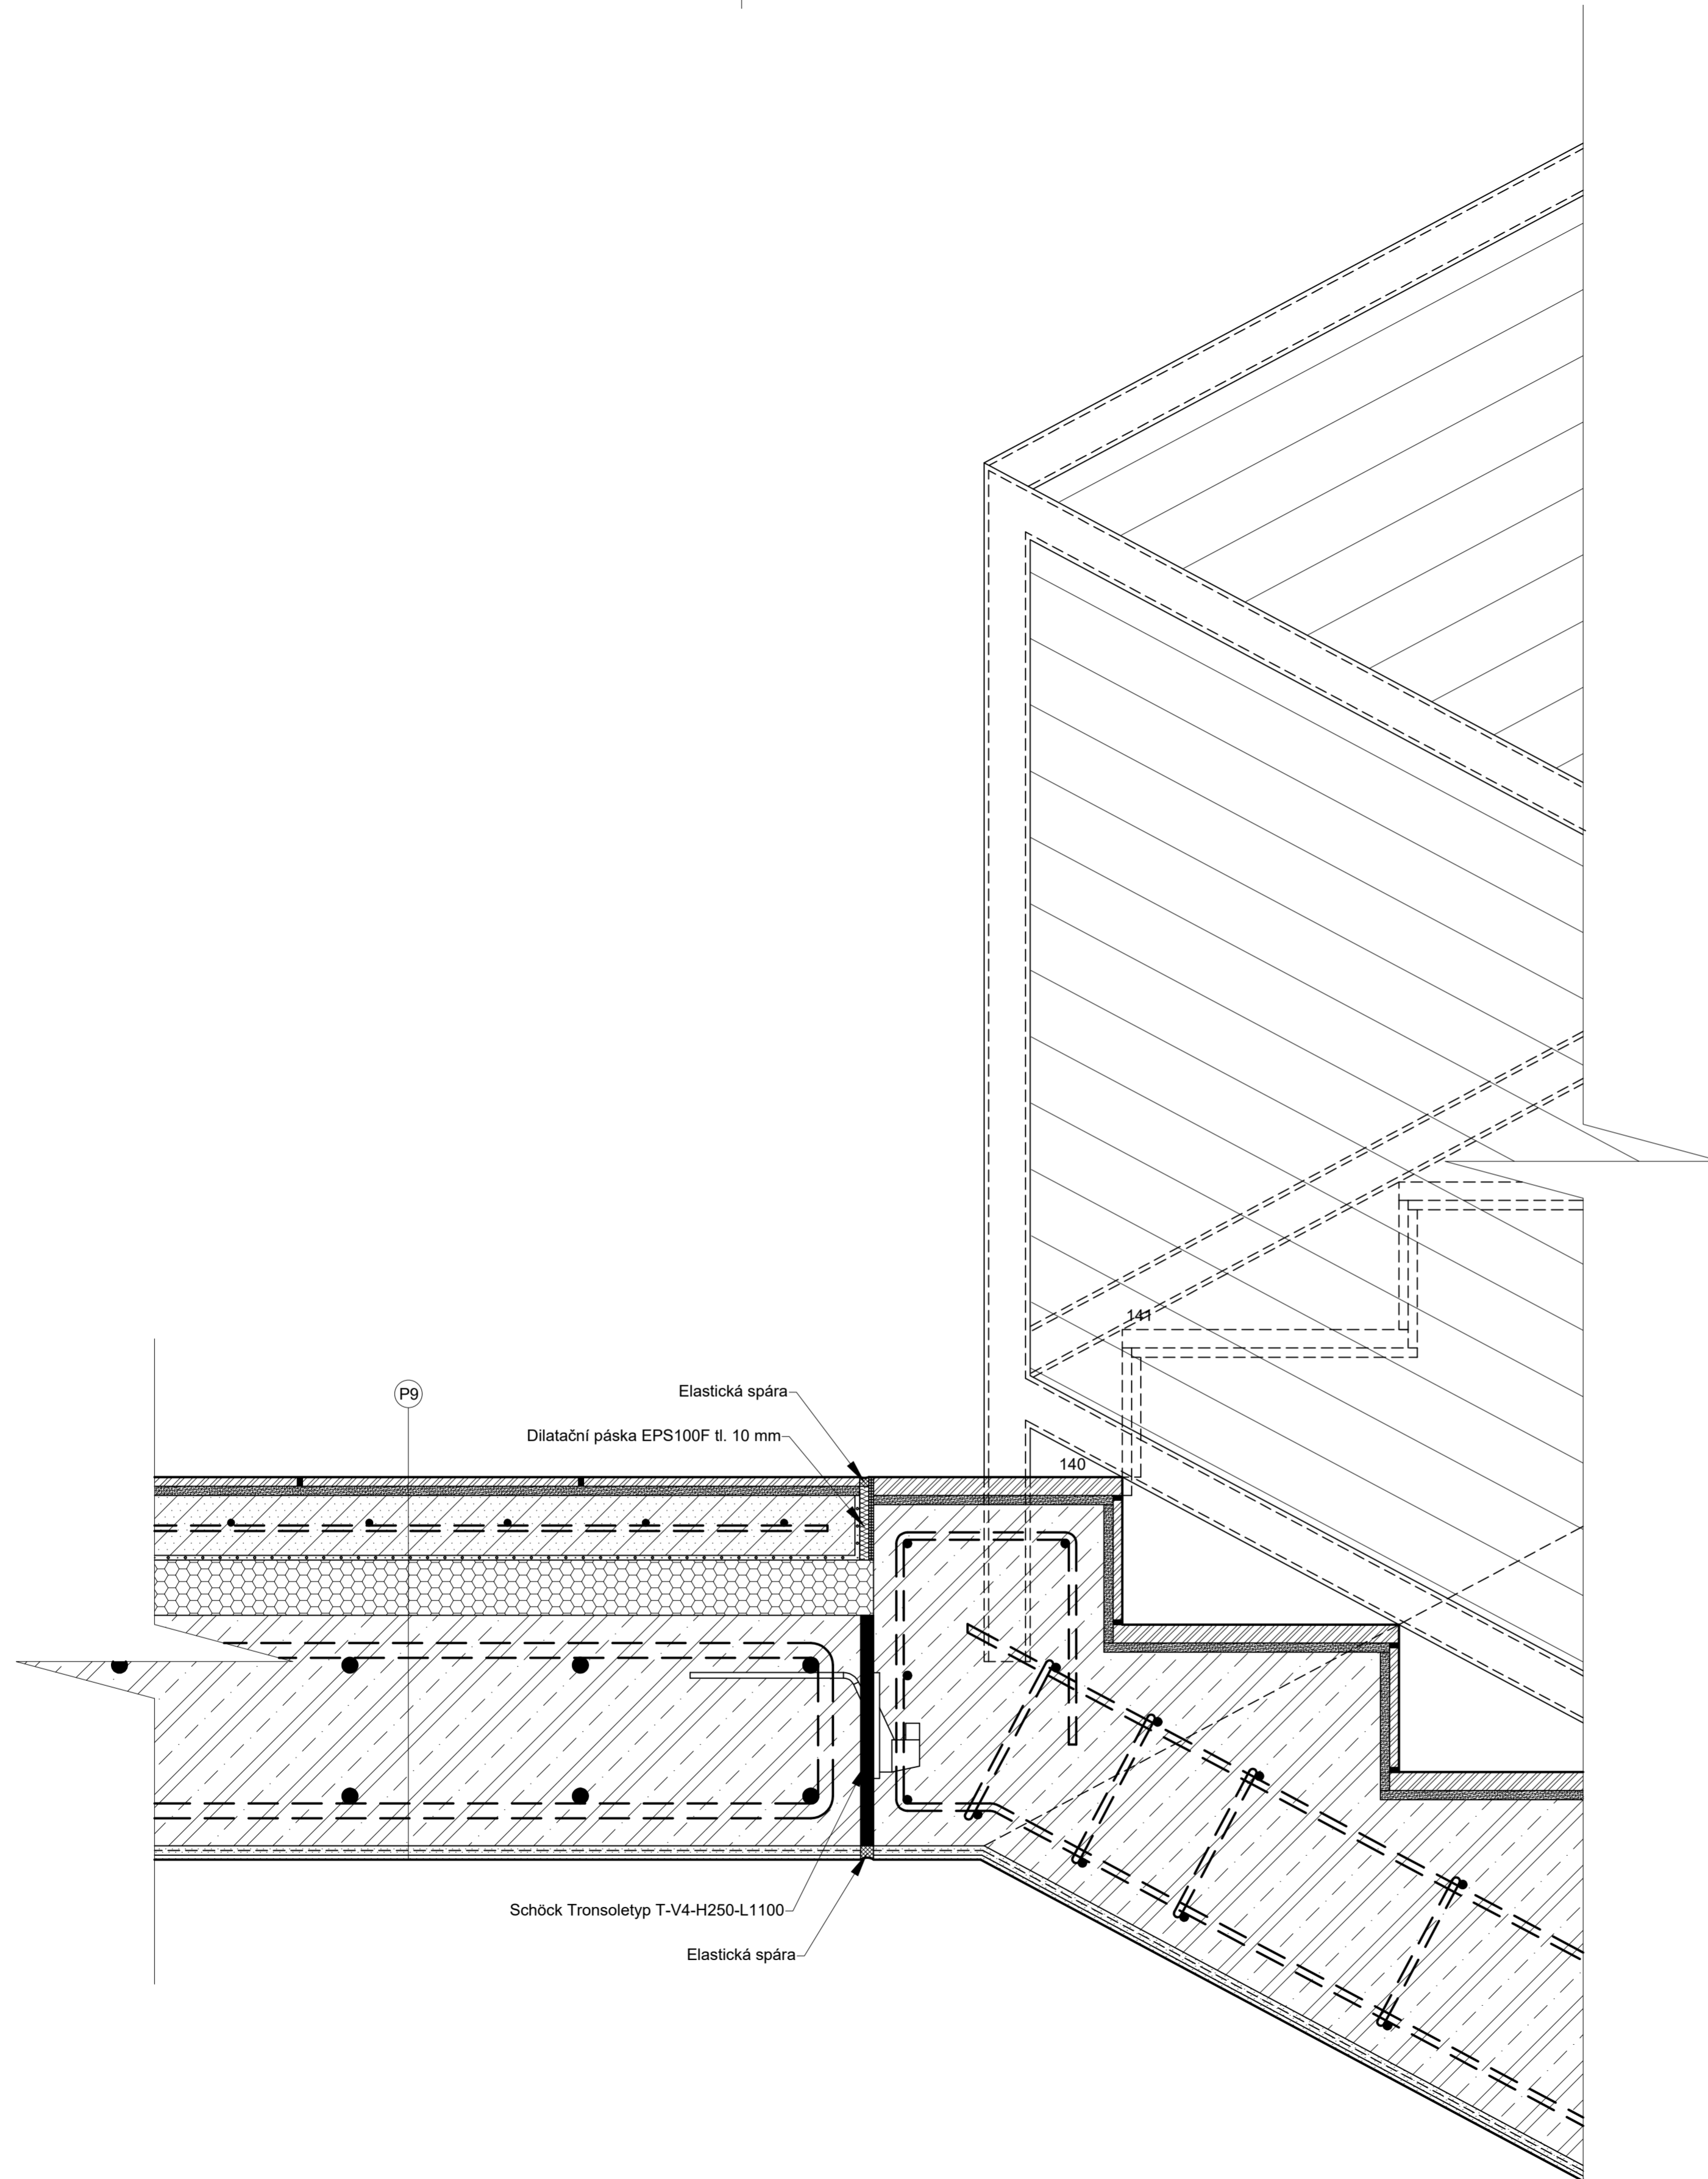 141
P9
Elastická spára
Dilatační páska EPS100F tl. 10 mm
140
Schöck Tronsoletyp T-V4-H250-L1100
Elastická spára